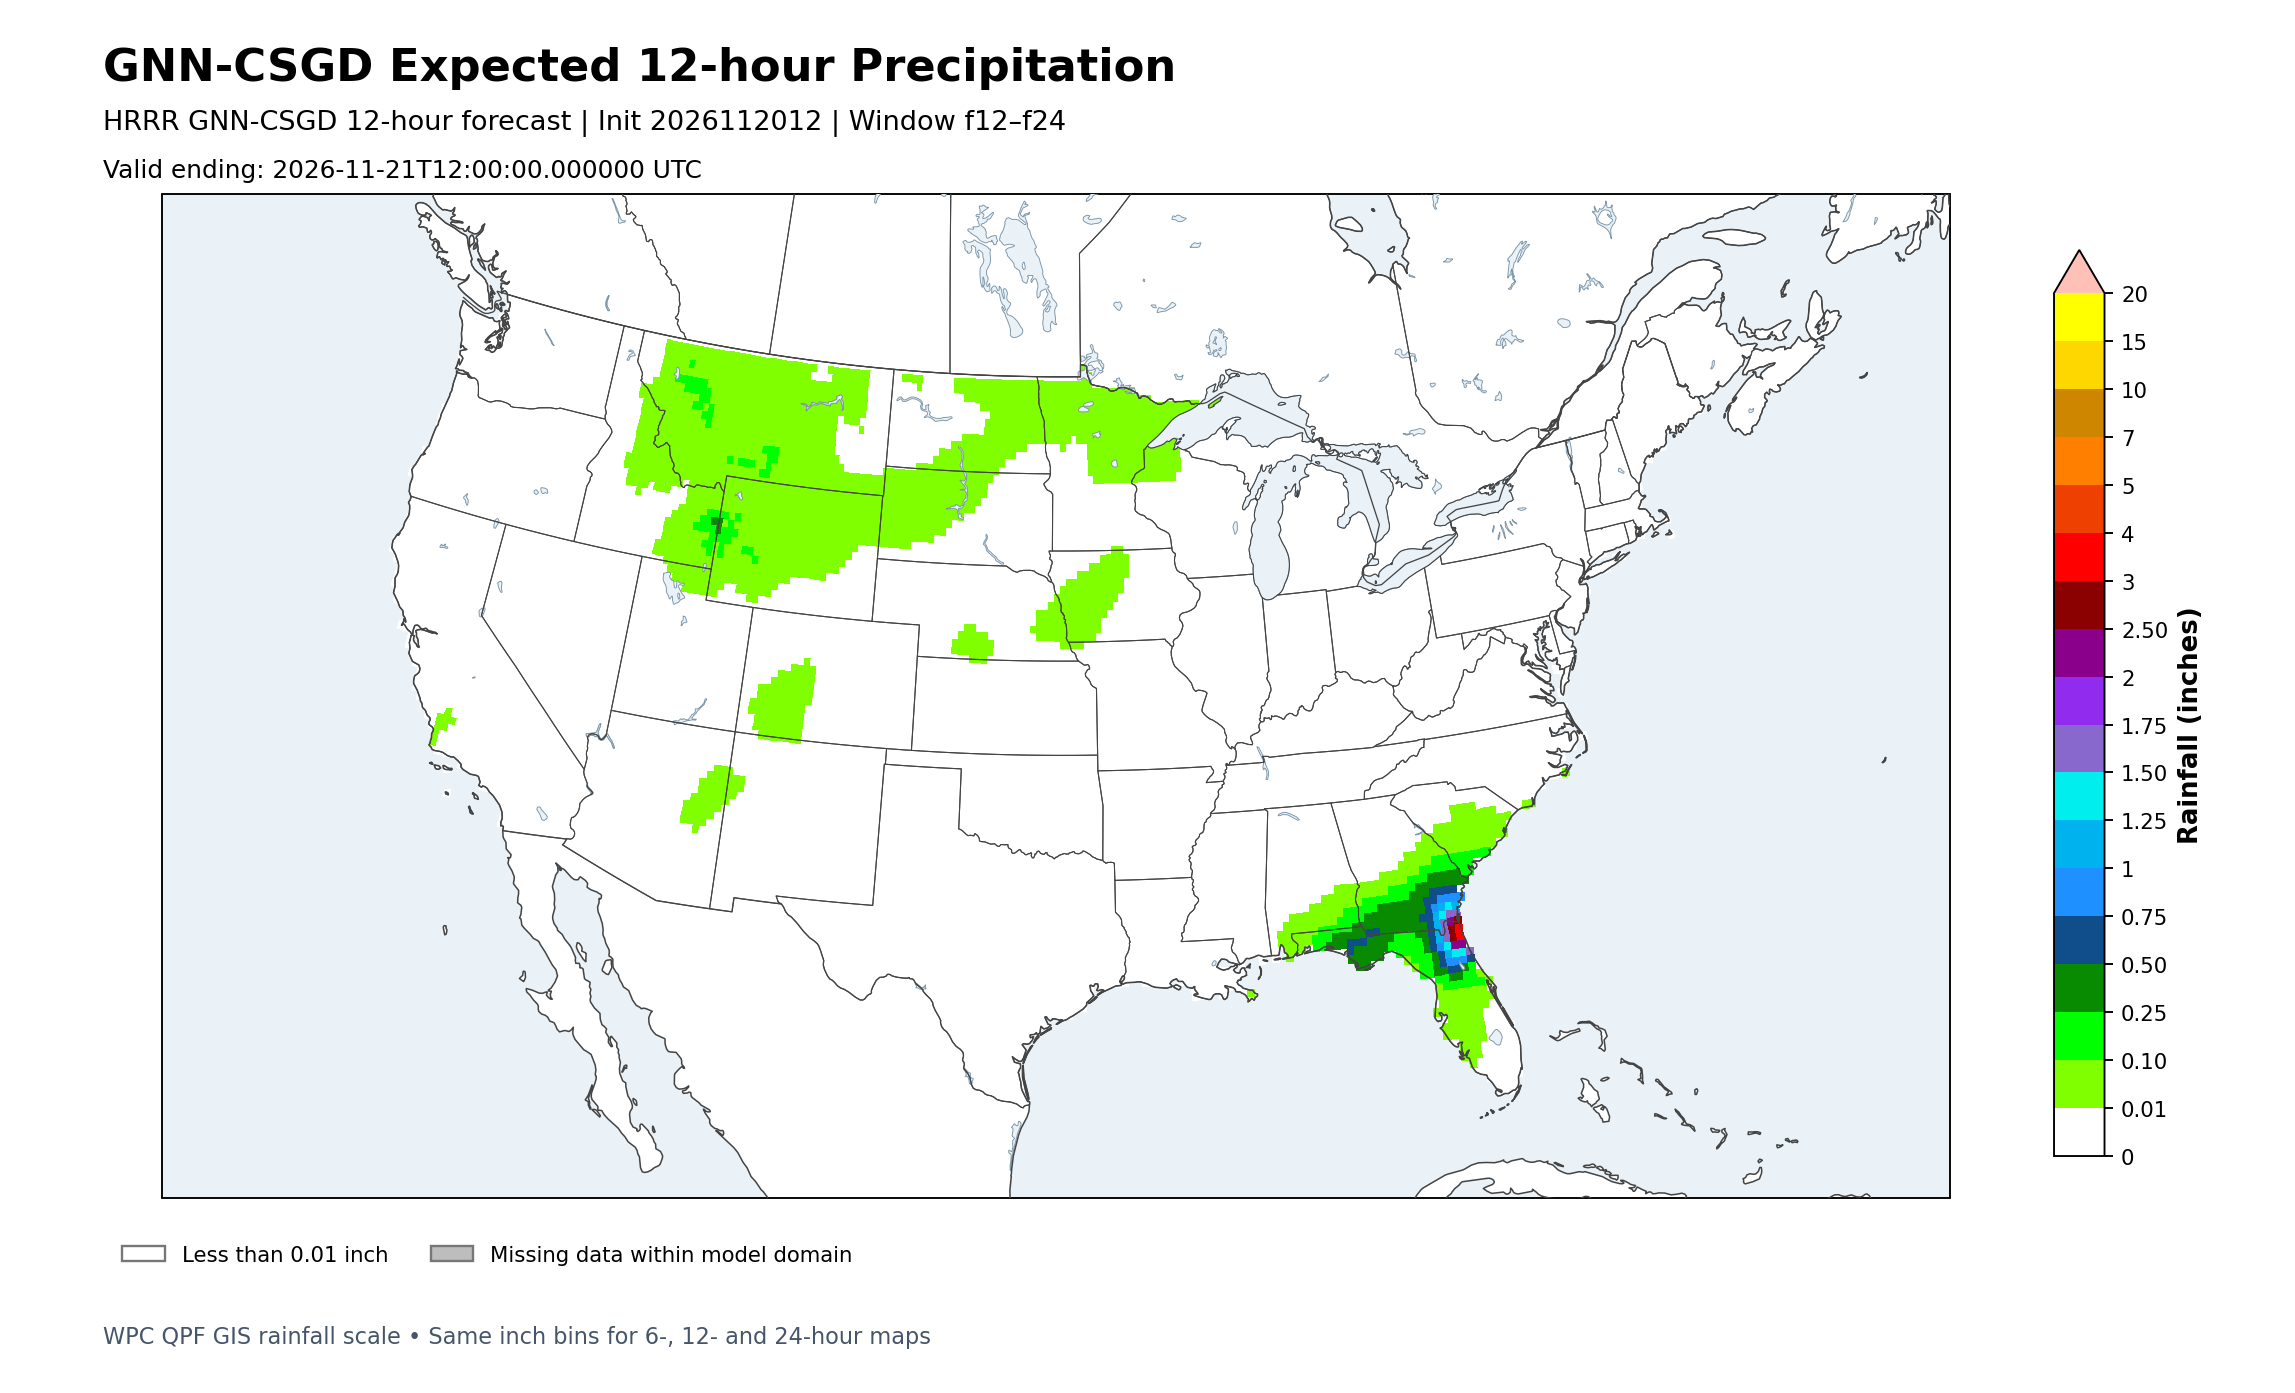 GNN-CSGD Expected 12-hour Precipitation
HRRR GNN-CSGD 12-hour forecast | Init 2026112012 | Window f12–f24
Valid ending: 2026-11-21T12:00:00.000000 UTC
20
15
10
7
5
4
3
2.50
2
1.75
1.50
1.25
1
0.75
0.50
0.25
0.10
0.01
0
Rainfall (inches)
Less than 0.01 inch
Missing data within model domain
WPC QPF GIS rainfall scale • Same inch bins for 6-, 12- and 24-hour maps